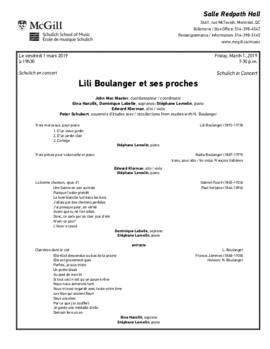 McGill
Schulich School of Music
École de musique Schulich
Salle Redpath Hall
3461, rue McTavish, Montréal, QC
Billetterie / Box Office: 514-398-4547
Renseignements / Information: 514-398-5145
www.mcgill.ca/music
Le vendredi 1 mars 2019
à 19h30
Friday, March 1, 2019
7:30 p.m.
Schulich en concert
Schulich in Concert
Lili Boulanger et ses proches
John Mac Master, coordonnateur / coordinator
Gina Hanzlik, Dominique Labelle, sopranos; Stéphane Lemelin, piano
Edward Klorman, alto / viola
Peter Schubert, souvenirs d'études avec / recollections from studies with N. Boulanger
Trois morceaux, pour piano
Lili Boulanger (1893-1918)
1. D'un vieux jardin
2. D'un jardin clair
3. Cortège
Stéphane Lemelin, piano
Trois pièces pour violoncelle et piano
Nadia Boulanger (1887-1979)
trans. pour alto / for viola: François Vallières
Edward Klorman, alto / viola
Stéphane Lemelin, piano
La bonne chanson, opus 61
Gabriel Fauré (1845-1924)
Une Sainte en son auréole
Paul Verlaine (1844-1896)
Puisque l'aube grandit
La lune blanche luit dans les bois
J'allais par des chemins perfides
J'ai presque peur, en vérité
Avant que tu ne t'en ailles
Donc, ce sera par un clair jour d'été
N'est-ce pas?
L'hiver a cessé
Dominique Labelle, soprano
Stéphane Lemelin, piano
entracte
Clairières dans le ciel
L. Boulanger
Elle était descendue au bas de la prairie
Francis Jammes (1868-1938)
Elle est gravement gaie
Parfois, je suis triste
Un poète disait
Au pied de mon lit
Si tout ceci n'est qu'un pauvre rêve
Nous nous aimerons tant
Vous m'avez regardé avec toute votre âme
Les lilas qui avaient fleuri
Deux ancolies
Par ce que j'ai souffert
Je garde une médaille d'elle
Demain fera un an
Gina Hanzlik, soprano
Stéphane Lemelin, piano